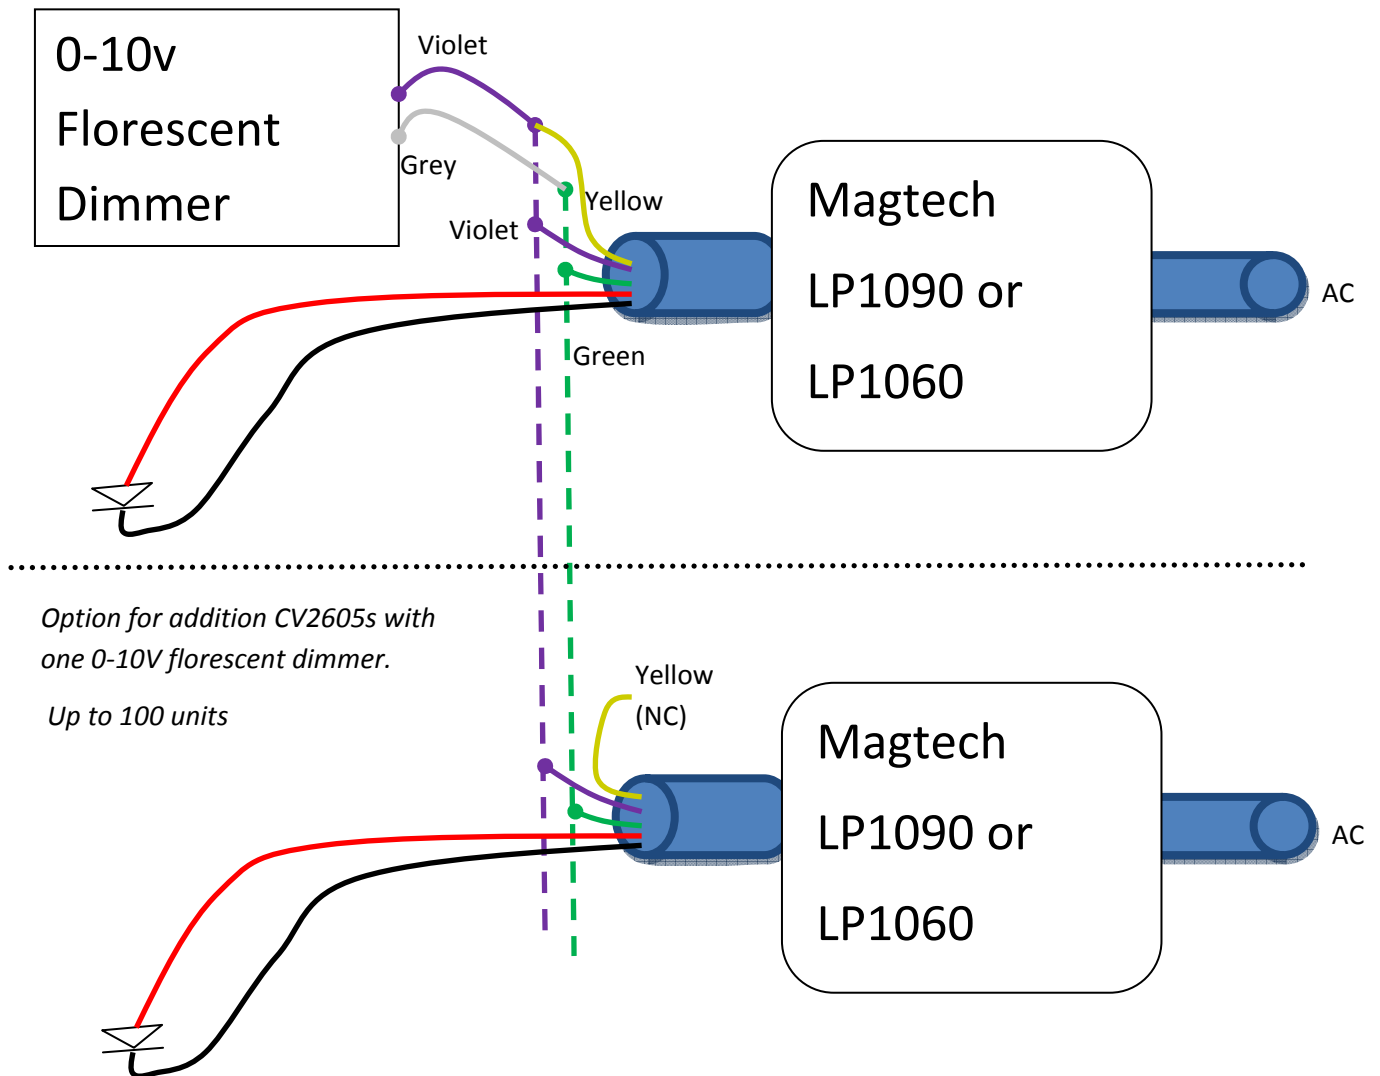 0-10v
Florescent
Dimmer
Violet
Grey
Yellow
Violet
Green
Magtech
LP1090 or
LP1060
AC
Option for addition CV2605s with
one 0-10V florescent dimmer.
Up to 100 units
Yellow
(NC)
Magtech
LP1090 or
LP1060
AC